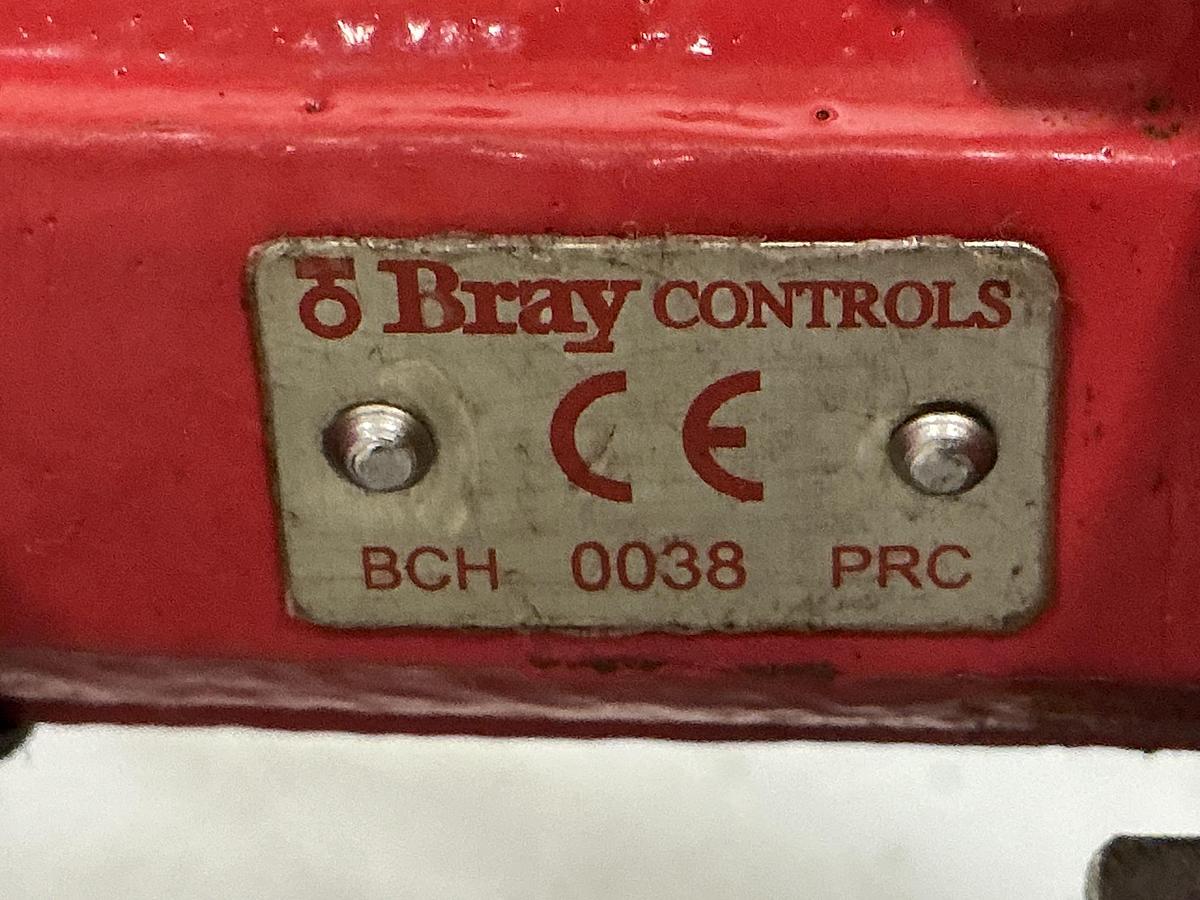 Bray CONTROLS
CE
BCH 0038 PRC